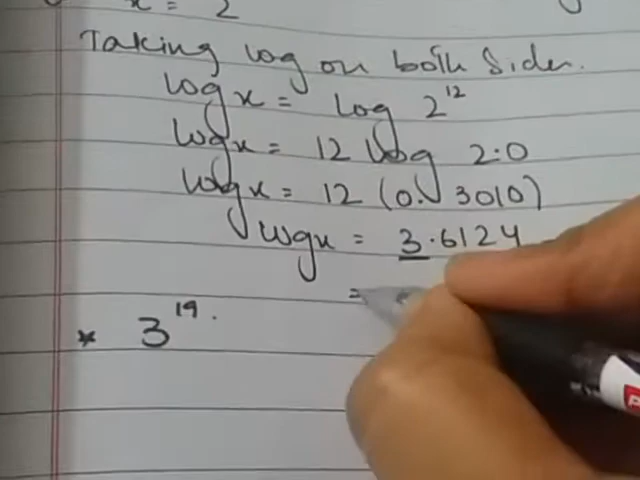 x = 2
Taking log on both Sides.
log x = log 2^12
log x = 12 log 2.0
log x = 12 (0. 3010)
log x = 3.6124
=
* 3^19.